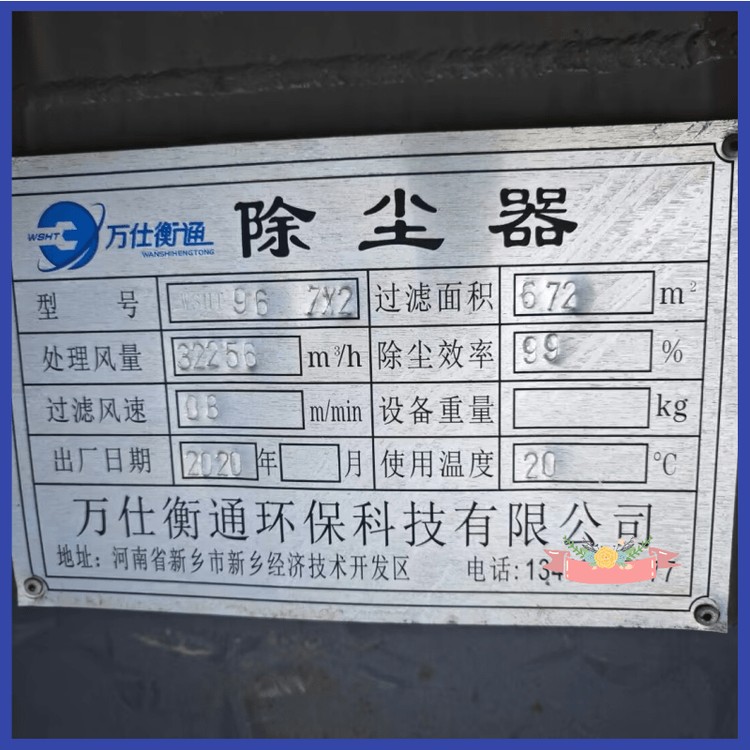 WSHT 万仕衡通 除尘器
WANSHIHENGTONG
型号 WSHT 96 7X2 过滤面积 672 m²
处理风量 32256 m³/h 除尘效率 99 %
过滤风速 08 m/min 设备重量 kg
出厂日期 2020 年 月 使用温度 20 ℃
万仕衡通环保科技有限公司
地址：河南省新乡市新乡经济技术开发区 电话：134 7